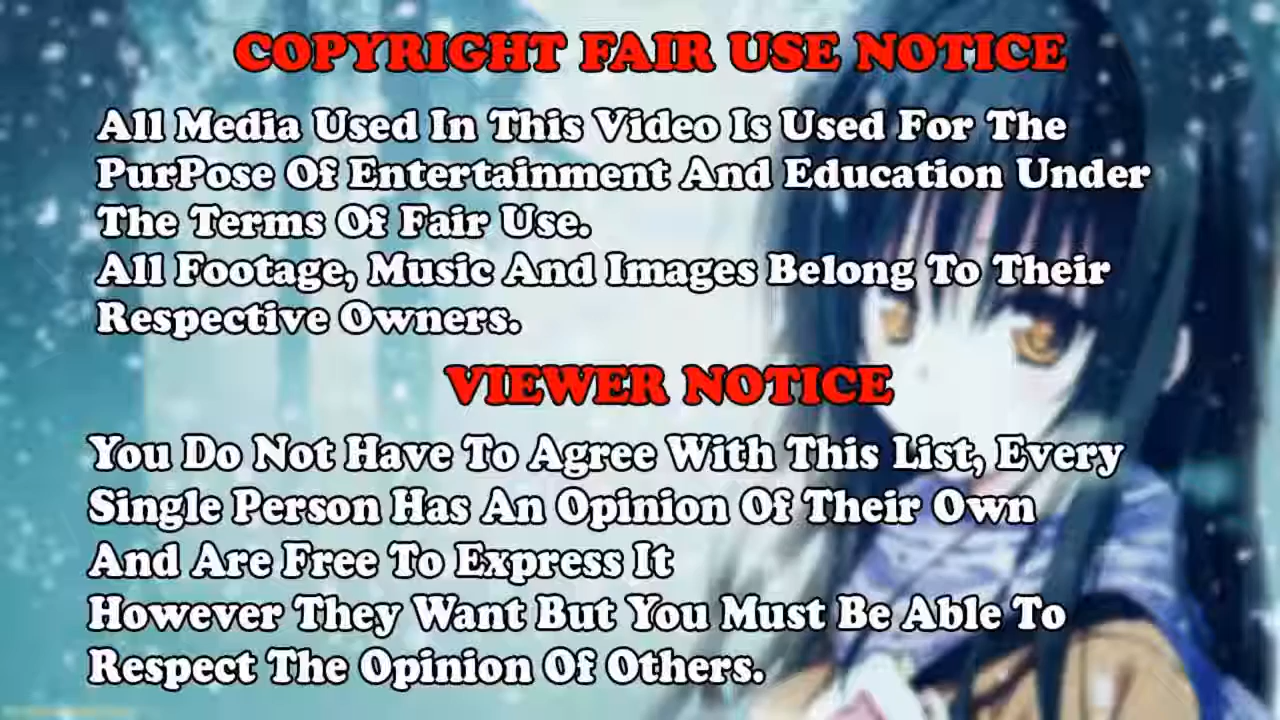 COPYRIGHT FAIR USE NOTICE
All Media Used In This Video Is Used For The
PurPose Of Entertainment And Education Under
The Terms Of Fair Use.
All Footage, Music And Images Belong To Their
Respective Owners.
VIEWER NOTICE
You Do Not Have To Agree With This List, Every
Single Person Has An Opinion Of Their Own
And Are Free To Express It
However They Want But You Must Be Able To
Respect The Opinion Of Others.